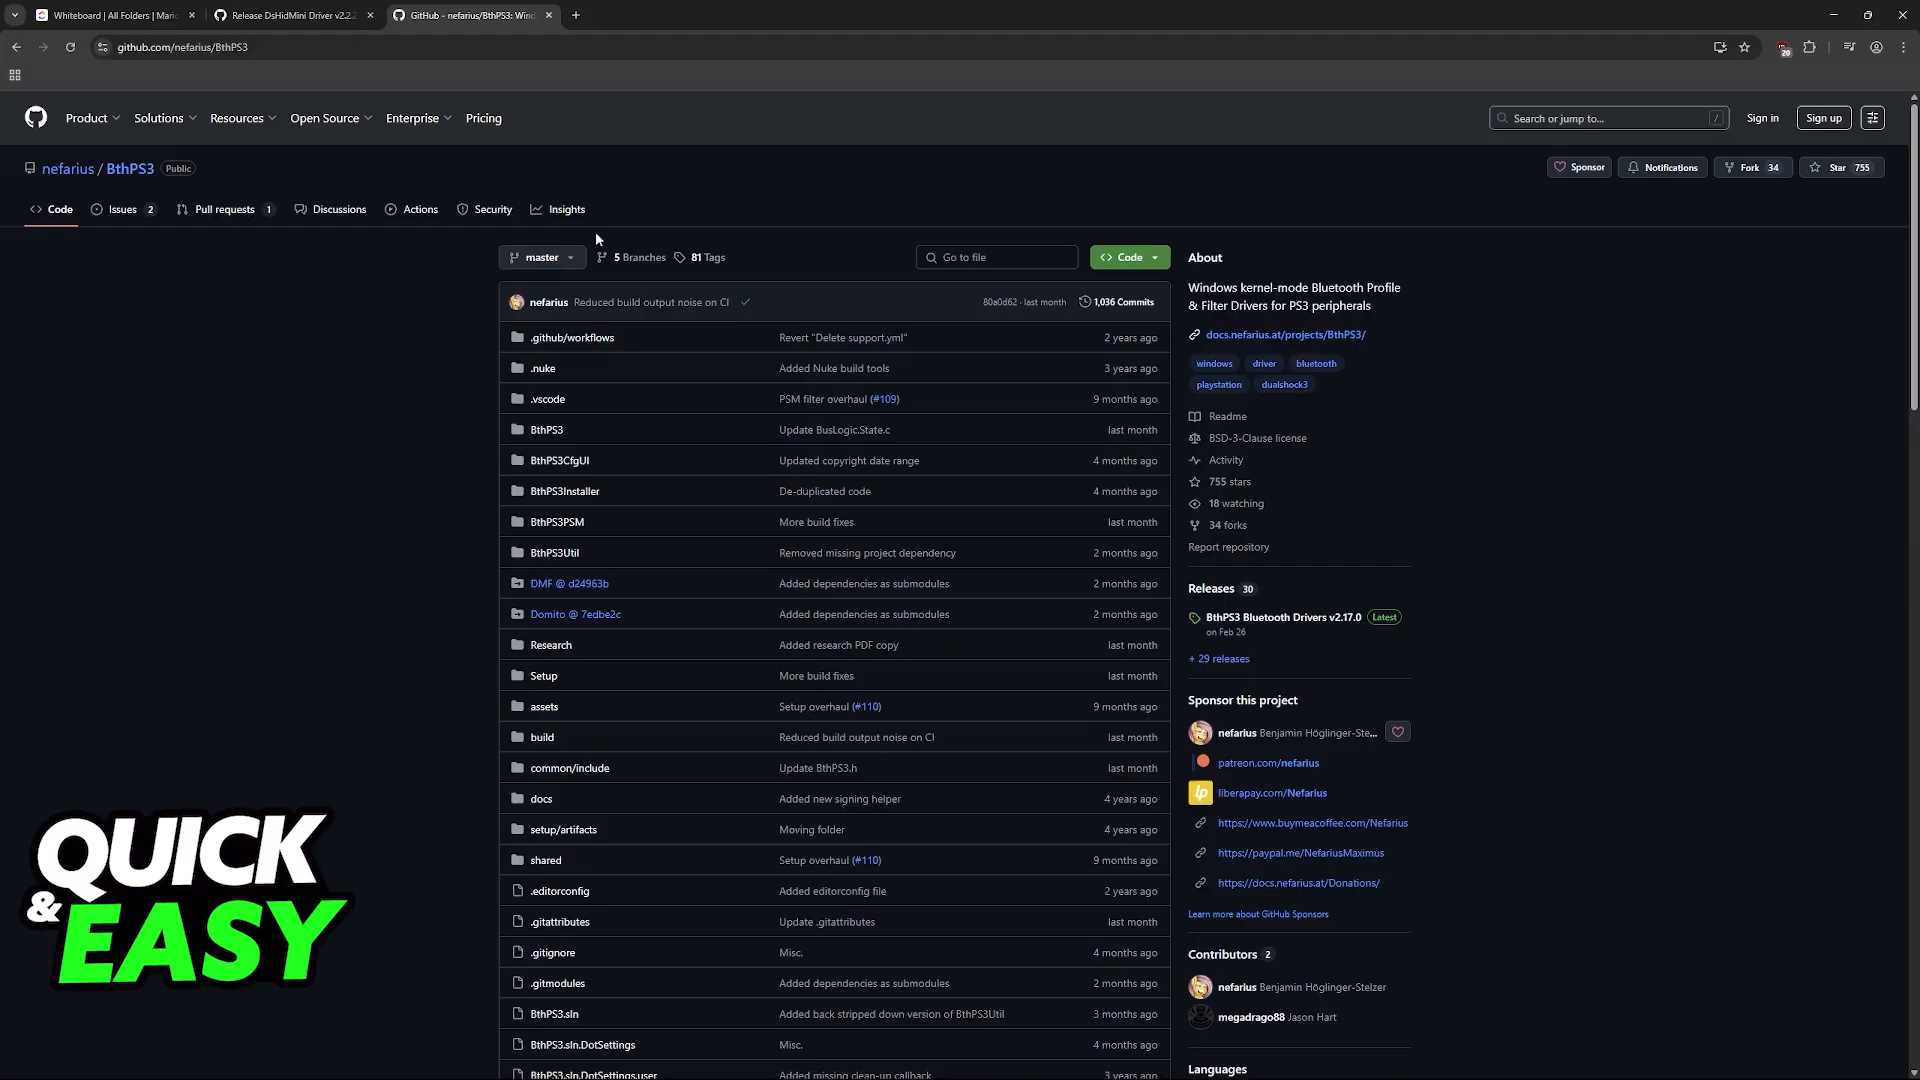 Whiteboard | All Folders | Mario
Release DsHidMini Driver v2.2.2
GitHub - nefarius/BthPS3: Wind
github.com/nefarius/BthPS3
20
Product
Solutions
Resources
Open Source
Enterprise
Pricing
Search or jump to...
/
Sign in
Sign up
nefarius / BthPS3 Public
Sponsor
Notifications
Fork 34
Star 755
Code
Issues 2
Pull requests 1
Discussions
Actions
Security
Insights
master
5 Branches
81 Tags
Go to file
Code
nefarius Reduced build output noise on CI
80a0d62 · last month
1,036 Commits
.github/workflows Revert "Delete support.yml" 2 years ago
.nuke Added Nuke build tools 3 years ago
.vscode PSM filter overhaul (#109) 9 months ago
BthPS3 Update BusLogic.State.c last month
BthPS3CfgUI Updated copyright date range 4 months ago
BthPS3Installer De-duplicated code 4 months ago
BthPS3PSM More build fixes last month
BthPS3Util Removed missing project dependency 2 months ago
DMF @ d24963b Added dependencies as submodules 2 months ago
Domito @ 7edbe2c Added dependencies as submodules 2 months ago
Research Added research PDF copy last month
Setup More build fixes last month
assets Setup overhaul (#110) 9 months ago
build Reduced build output noise on CI last month
common/include Update BthPS3.h last month
docs Added new signing helper 4 years ago
setup/artifacts Moving folder 4 years ago
shared Setup overhaul (#110) 9 months ago
.editorconfig Added editorconfig file 2 years ago
.gitattributes Update .gitattributes last month
.gitignore Misc. 4 months ago
.gitmodules Added dependencies as submodules 2 months ago
BthPS3.sln Added back stripped down version of BthPS3Util 3 months ago
BthPS3.sln.DotSettings Misc. 4 months ago
BthPS3.sln.DotSettings.user Added missing clean-up callback 3 years ago
About
Windows kernel-mode Bluetooth Profile
& Filter Drivers for PS3 peripherals
docs.nefarius.at/projects/BthPS3/
windows driver bluetooth
playstation dualshock3
Readme
BSD-3-Clause license
Activity
755 stars
18 watching
34 forks
Report repository
Releases 30
BthPS3 Bluetooth Drivers v2.17.0 Latest
on Feb 26
+ 29 releases
Sponsor this project
nefarius Benjamin Höglinger-Ste...
patreon.com/nefarius
lp liberapay.com/Nefarius
https://www.buymeacoffee.com/Nefarius
https://paypal.me/NefariusMaximus
https://docs.nefarius.at/Donations/
Learn more about GitHub Sponsors
Contributors 2
nefarius Benjamin Höglinger-Stelzer
megadrago88 Jason Hart
Languages
QUICK
& EASY